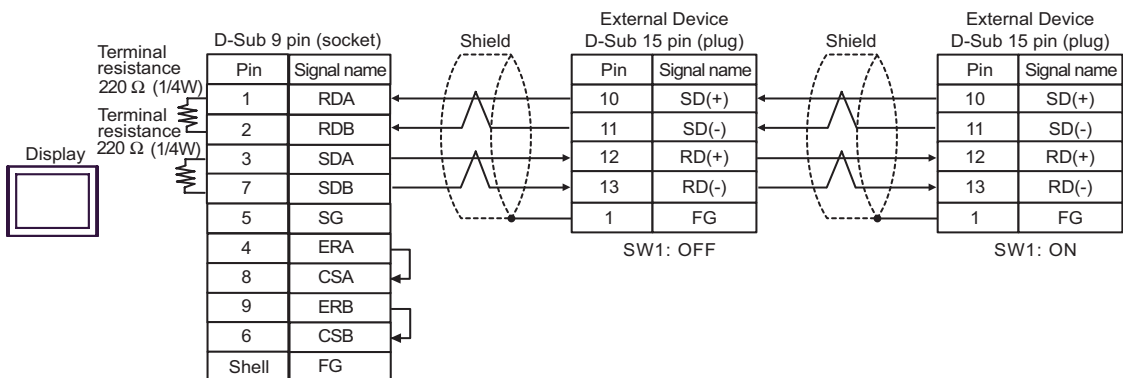 External Device
External Device
D-Sub 9 pin (socket)
Shield
D-Sub 15 pin (plug)
Shield
D-Sub 15 pin (plug)
Terminal
resistance
220 Ω (1/4W)
Terminal
resistance
220 Ω (1/4W)
Display
Pin Signal name
1 RDA
2 RDB
3 SDA
7 SDB
5 SG
4 ERA
8 CSA
9 ERB
6 CSB
Shell FG
Pin Signal name
10 SD(+)
11 SD(-)
12 RD(+)
13 RD(-)
1 FG
SW1: OFF
Pin Signal name
10 SD(+)
11 SD(-)
12 RD(+)
13 RD(-)
1 FG
SW1: ON